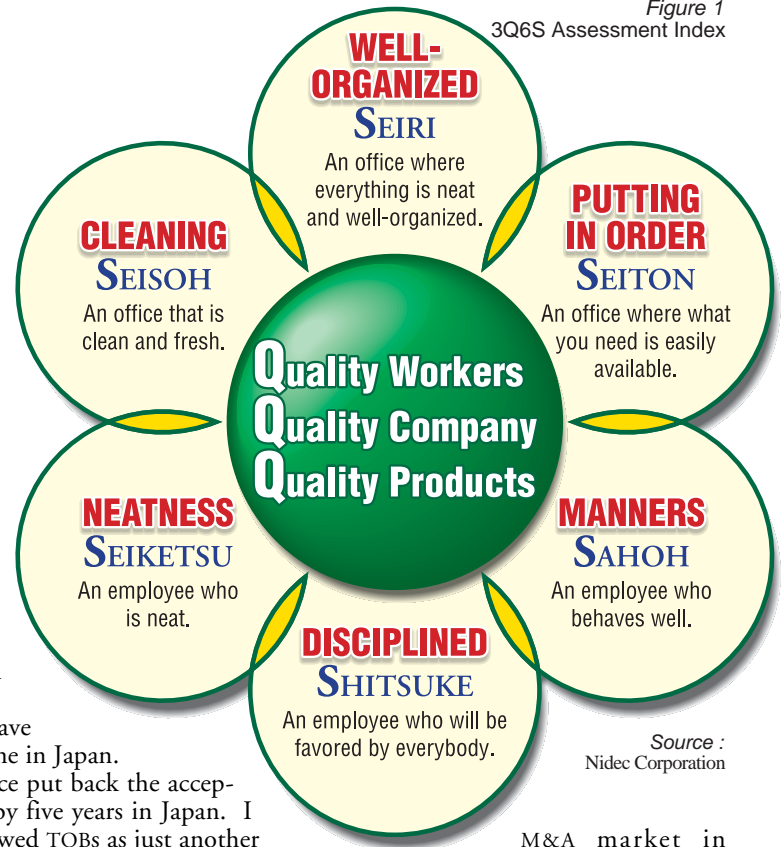 Figure 1
3Q6S Assessment Index
WELL-
ORGANIZED
SEIRI
An office where
everything is neat
and well-organized.
PUTTING
IN ORDER
SEITON
An office where what
you need is easily
available.
CLEANING
SEISOH
An office that is
clean and fresh.
Quality Workers
Quality Company
Quality Products
NEATNESS
SEIKETSU
An employee who
is neat.
MANNERS
SAHOH
An employee who
behaves well.
DISCIPLINED
SHITSUKE
An employee who will be
favored by everybody.
Source :
Nidec Corporation
in Japan.
put back the accep-
by five years in Japan. I
TOBs as just another
M&A market in